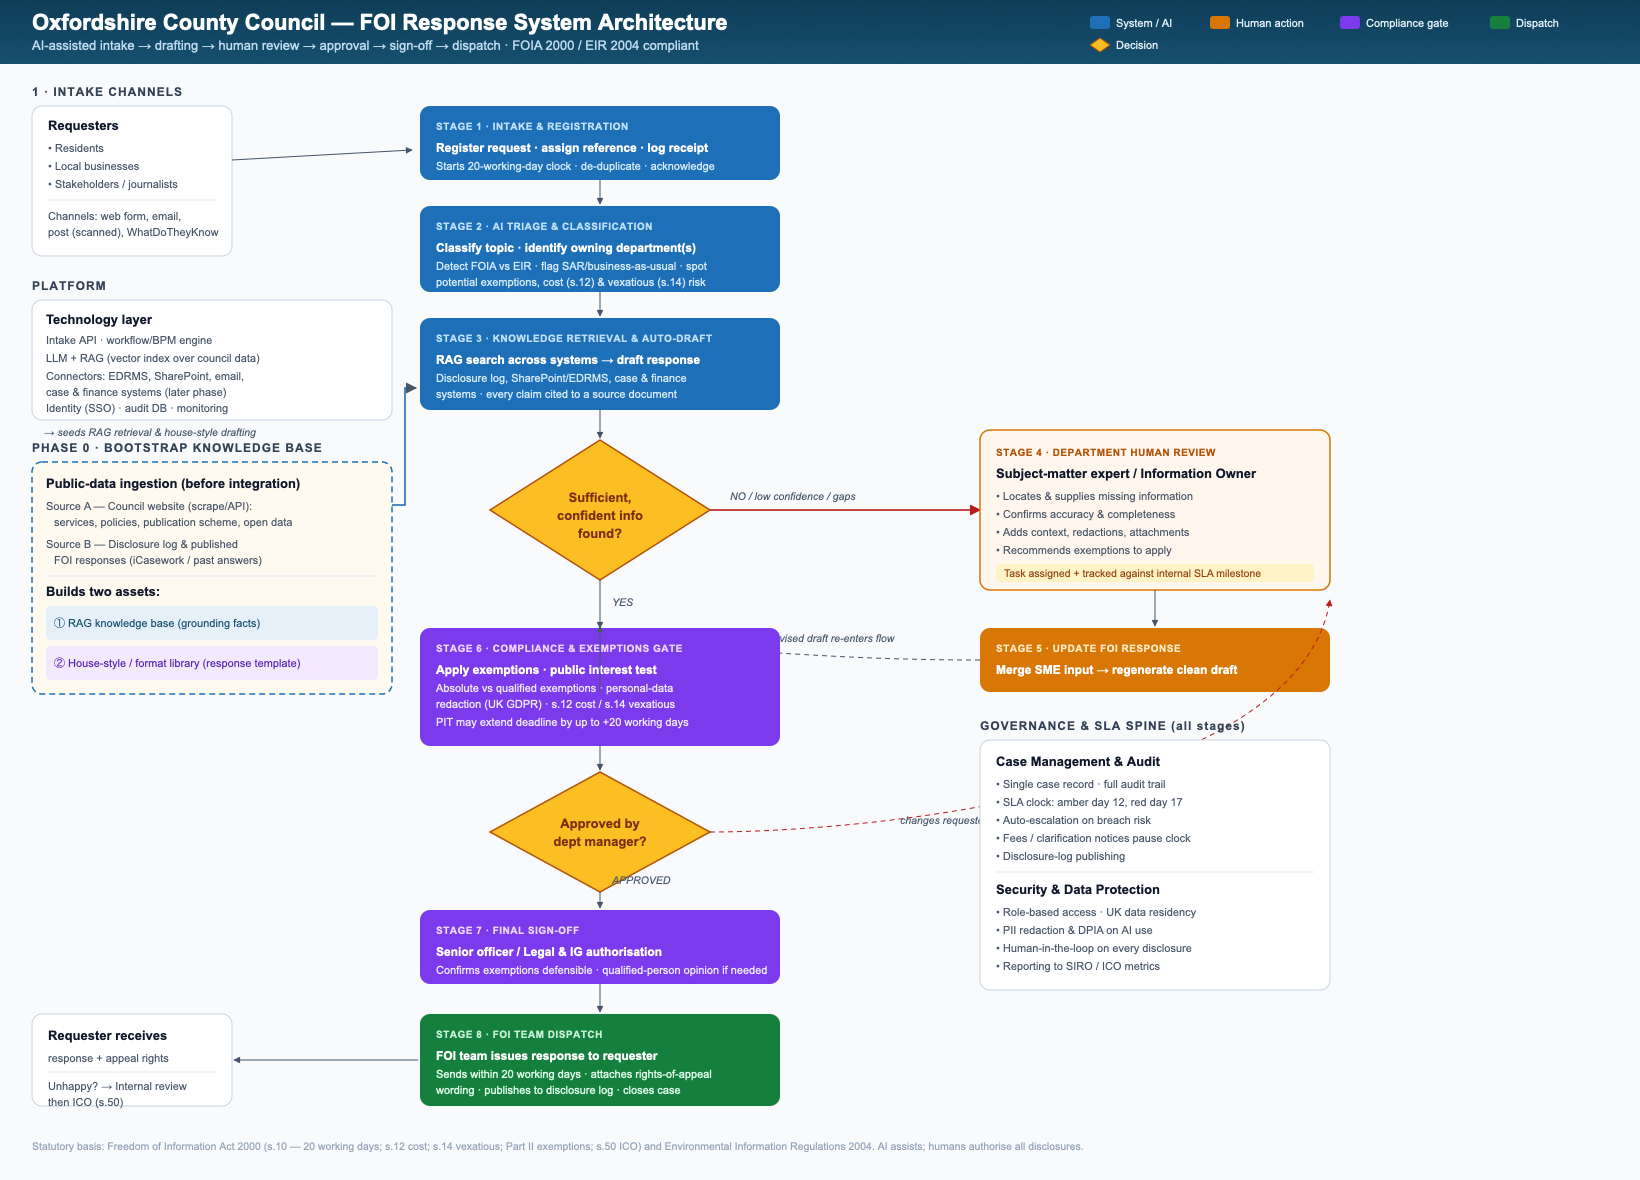 Oxfordshire County Council — FOI Response System Architecture
AI-assisted intake → drafting → human review → approval → sign-off → dispatch · FOIA 2000 / EIR 2004 compliant
System / AI
Human action
Compliance gate
Dispatch
Decision
1 · INTAKE CHANNELS
Requesters
• Residents
• Local businesses
• Stakeholders / journalists
Channels: web form, email,
post (scanned), WhatDoTheyKnow
STAGE 1 · INTAKE & REGISTRATION
Register request · assign reference · log receipt
Starts 20-working-day clock · de-duplicate · acknowledge
STAGE 2 · AI TRIAGE & CLASSIFICATION
Classify topic · identify owning department(s)
Detect FOIA vs EIR · flag SAR/business-as-usual · spot
potential exemptions, cost (s.12) & vexatious (s.14) risk
PLATFORM
Technology layer
Intake API · workflow/BPM engine
LLM + RAG (vector index over council data)
Connectors: EDRMS, SharePoint, email,
case & finance systems (later phase)
Identity (SSO) · audit DB · monitoring
→ seeds RAG retrieval & house-style drafting
STAGE 3 · KNOWLEDGE RETRIEVAL & AUTO-DRAFT
RAG search across systems → draft response
Disclosure log, SharePoint/EDRMS, case & finance
systems · every claim cited to a source document
PHASE 0 · BOOTSTRAP KNOWLEDGE BASE
Public-data ingestion (before integration)
Source A — Council website (scrape/API):
services, policies, publication scheme, open data
Source B — Disclosure log & published
FOI responses (iCasework / past answers)
Builds two assets:
① RAG knowledge base (grounding facts)
② House-style / format library (response template)
Sufficient,
confident info
found?
NO / low confidence / gaps
YES
STAGE 4 · DEPARTMENT HUMAN REVIEW
Subject-matter expert / Information Owner
• Locates & supplies missing information
• Confirms accuracy & completeness
• Adds context, redactions, attachments
• Recommends exemptions to apply
Task assigned + tracked against internal SLA milestone
STAGE 6 · COMPLIANCE & EXEMPTIONS GATE
Apply exemptions · public interest test
Absolute vs qualified exemptions · personal-data
redaction (UK GDPR) · s.12 cost / s.14 vexatious
PIT may extend deadline by up to +20 working days
vised draft re-enters flow
STAGE 5 · UPDATE FOI RESPONSE
Merge SME input → regenerate clean draft
GOVERNANCE & SLA SPINE (all stages)
Case Management & Audit
• Single case record · full audit trail
• SLA clock: amber day 12, red day 17
• Auto-escalation on breach risk
• Fees / clarification notices pause clock
• Disclosure-log publishing
Security & Data Protection
• Role-based access · UK data residency
• PII redaction & DPIA on AI use
• Human-in-the-loop on every disclosure
• Reporting to SIRO / ICO metrics
Approved by
dept manager?
changes request
APPROVED
STAGE 7 · FINAL SIGN-OFF
Senior officer / Legal & IG authorisation
Confirms exemptions defensible · qualified-person opinion if needed
STAGE 8 · FOI TEAM DISPATCH
FOI team issues response to requester
Sends within 20 working days · attaches rights-of-appeal
wording · publishes to disclosure log · closes case
Requester receives
response + appeal rights
Unhappy? → Internal review
then ICO (s.50)
Statutory basis: Freedom of Information Act 2000 (s.10 — 20 working days; s.12 cost; s.14 vexatious; Part II exemptions; s.50 ICO) and Environmental Information Regulations 2004. AI assists; humans authorise all disclosures.